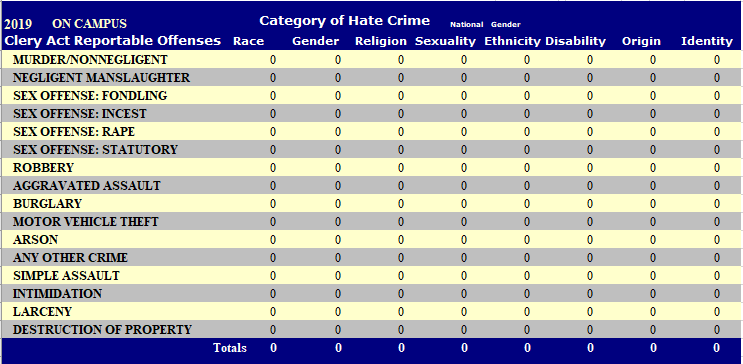 2019 ON CAMPUS Category of Hate Crime National Gender
Clery Act Reportable Offenses Race Gender Religion Sexuality Ethnicity Disability Origin Identity
MURDER/NONNEGLIGENT 0 0 0 0 0 0 0 0
NEGLIGENT MANSLAUGHTER 0 0 0 0 0 0 0 0
SEX OFFENSE: FONDLING 0 0 0 0 0 0 0 0
SEX OFFENSE: INCEST 0 0 0 0 0 0 0 0
SEX OFFENSE: RAPE 0 0 0 0 0 0 0 0
SEX OFFENSE: STATUTORY 0 0 0 0 0 0 0 0
ROBBERY 0 0 0 0 0 0 0 0
AGGRAVATED ASSAULT 0 0 0 0 0 0 0 0
BURGLARY 0 0 0 0 0 0 0 0
MOTOR VEHICLE THEFT 0 0 0 0 0 0 0 0
ARSON 0 0 0 0 0 0 0 0
ANY OTHER CRIME 0 0 0 0 0 0 0 0
SIMPLE ASSAULT 0 0 0 0 0 0 0 0
INTIMIDATION 0 0 0 0 0 0 0 0
LARCENY 0 0 0 0 0 0 0 0
DESTRUCTION OF PROPERTY 0 0 0 0 0 0 0 0
Totals 0 0 0 0 0 0 0 0